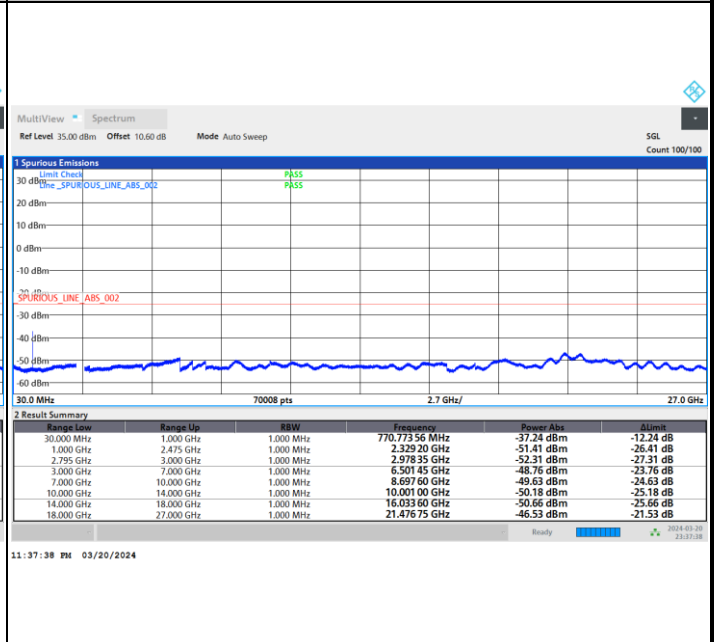 MultiView Spectrum
Ref Level 35.00 dBm Offset 10.60 dB Mode Auto Sweep SGL
Count 100/100
1 Spurious Emissions
Limit Check PASS
30 dBm
Line _SPURIOUS_LINE_ABS_002 PASS
20 dBm
10 dBm
0 dBm
-10 dBm
-20 dBm
_SPURIOUS_LINE_ABS_002
-30 dBm
-40 dBm
-50 dBm
-60 dBm
30.0 MHz 70008 pts 2.7 GHz/ 27.0 GHz
2 Result Summary
Range Low Range Up RBW Frequency Power Abs ΔLimit
30.000 MHz 1.000 GHz 1.000 MHz 770.773 56 MHz -37.24 dBm -12.24 dB
1.000 GHz 2.475 GHz 1.000 MHz 2.329 20 GHz -51.41 dBm -26.41 dB
2.795 GHz 3.000 GHz 1.000 MHz 2.978 35 GHz -52.31 dBm -27.31 dB
3.000 GHz 7.000 GHz 1.000 MHz 6.501 45 GHz -48.76 dBm -23.76 dB
7.000 GHz 10.000 GHz 1.000 MHz 8.697 60 GHz -49.63 dBm -24.63 dB
10.000 GHz 14.000 GHz 1.000 MHz 10.001 00 GHz -50.18 dBm -25.18 dB
14.000 GHz 18.000 GHz 1.000 MHz 16.033 60 GHz -50.66 dBm -25.66 dB
18.000 GHz 27.000 GHz 1.000 MHz 21.476 75 GHz -46.53 dBm -21.53 dB
Ready 2024-03-20
23:37:38
11:37:38 PM 03/20/2024